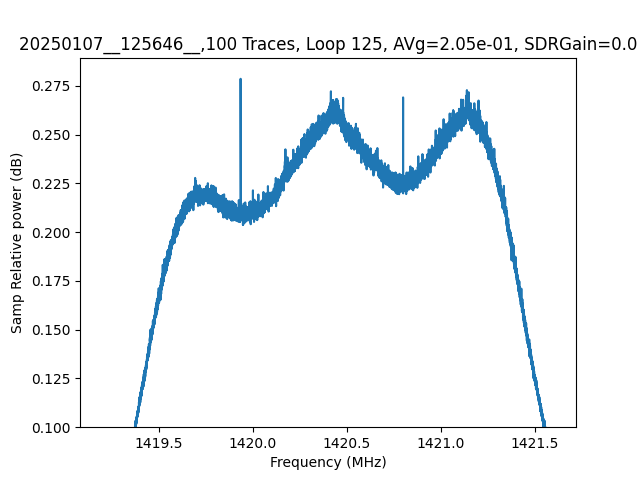 20250107__125646__,100 Traces, Loop 125, AVg=2.05e-01, SDRGain=0.0
Samp Relative power (dB)
0.275
0.250
0.225
0.200
0.175
0.150
0.125
0.100
1419.5 1420.0 1420.5 1421.0 1421.5
Frequency (MHz)